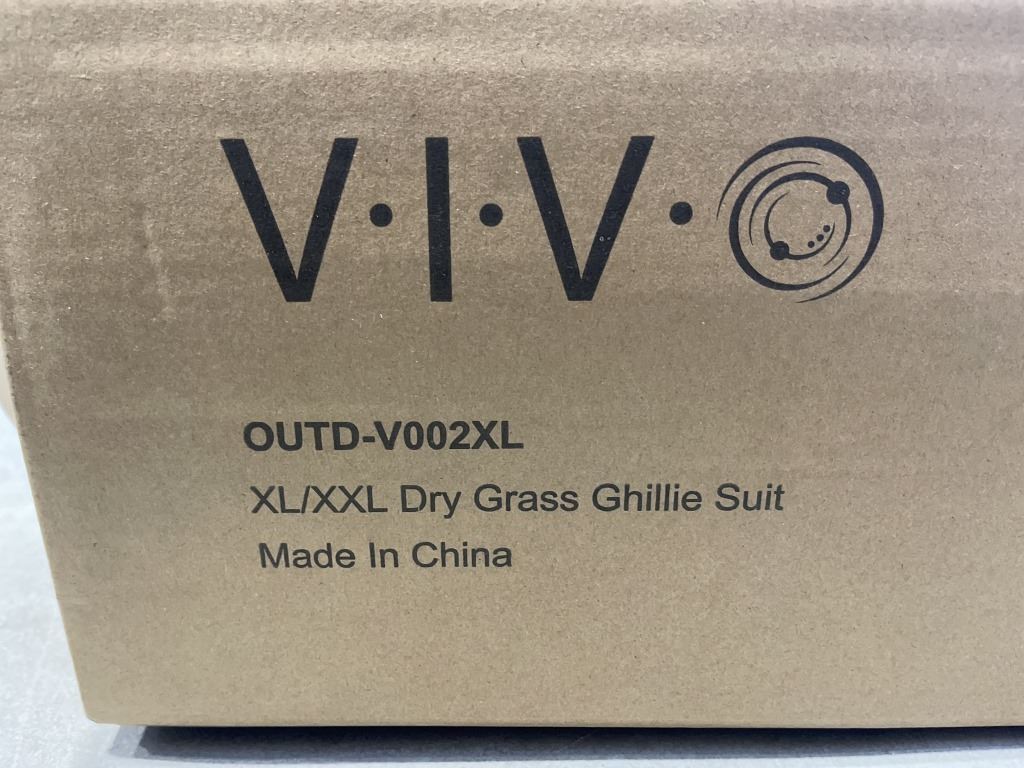 V·I·V·O
OUTD-V002XL
XL/XXL Dry Grass Ghillie Suit
Made In China